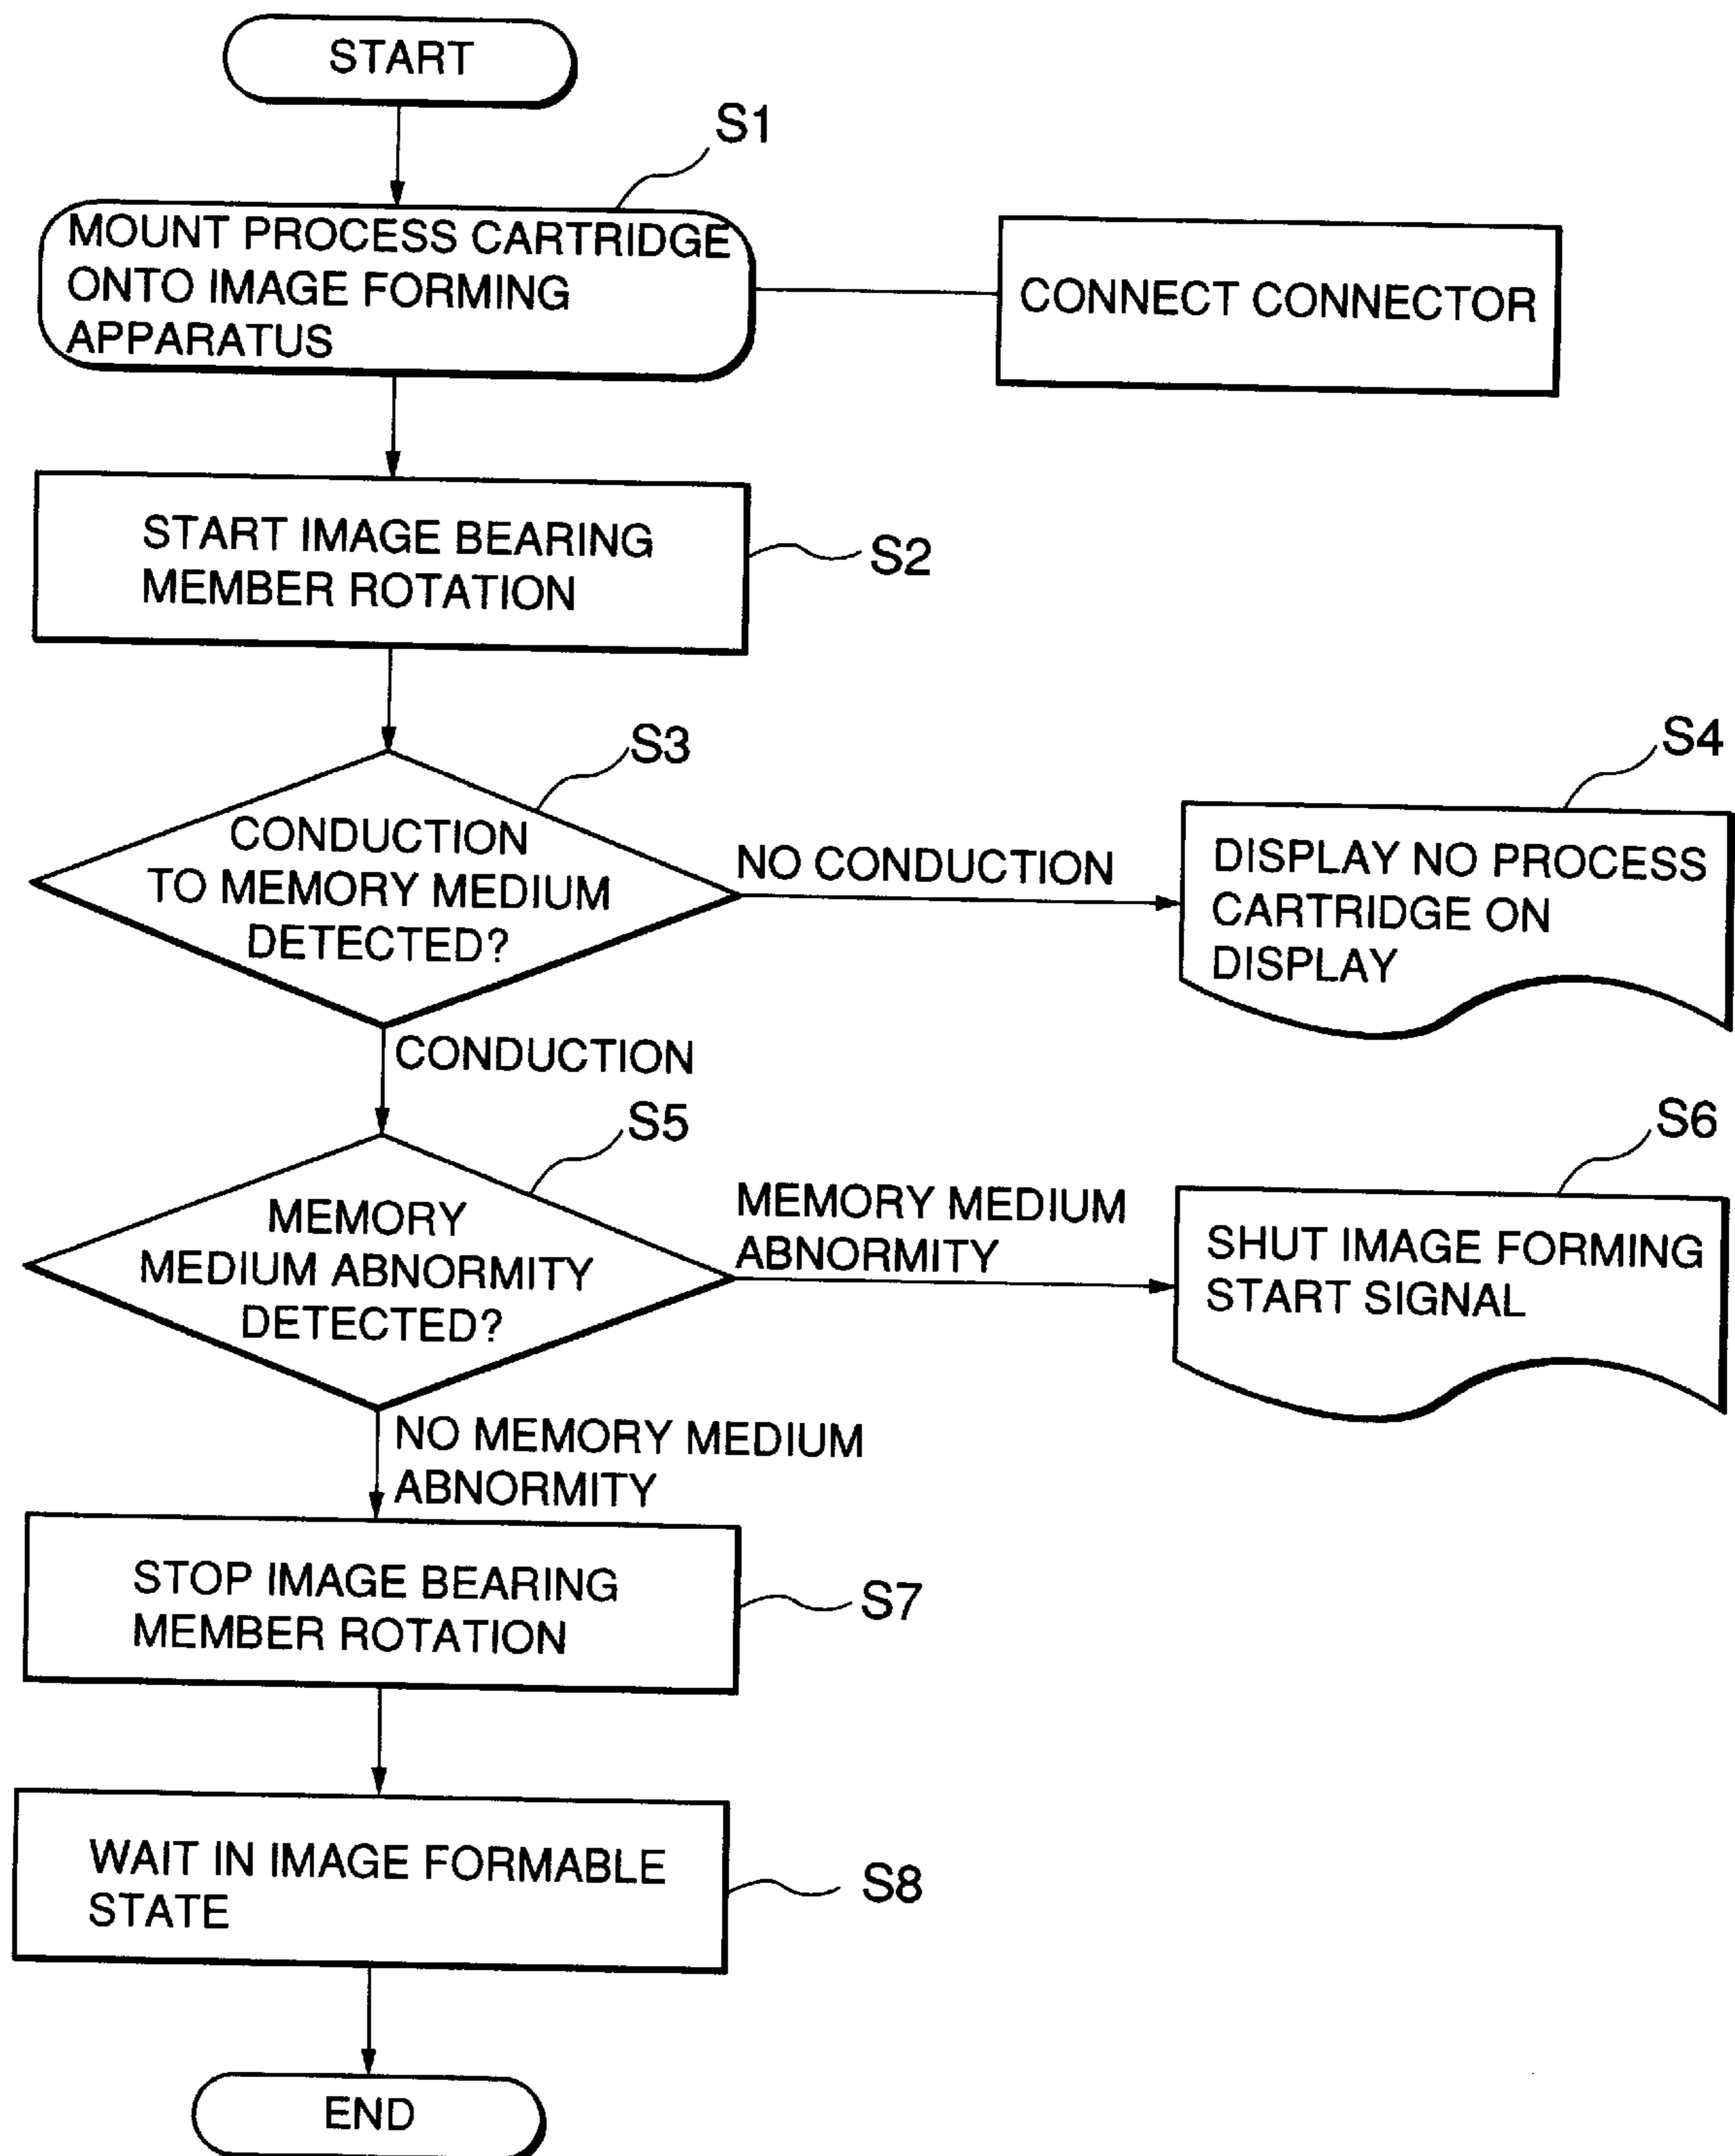 START
S1
MOUNT PROCESS CARTRIDGE
ONTO IMAGE FORMING
APPARATUS
CONNECT CONNECTOR
START IMAGE BEARING
MEMBER ROTATION
S2
S3
CONDUCTION
TO MEMORY MEDIUM
DETECTED?
NO CONDUCTION
S4
DISPLAY NO PROCESS
CARTRIDGE ON
DISPLAY
CONDUCTION
S5
MEMORY
MEDIUM ABNORMITY
DETECTED?
MEMORY MEDIUM
ABNORMITY
S6
SHUT IMAGE FORMING
START SIGNAL
NO MEMORY MEDIUM
ABNORMITY
STOP IMAGE BEARING
MEMBER ROTATION
S7
WAIT IN IMAGE FORMABLE
STATE
S8
END